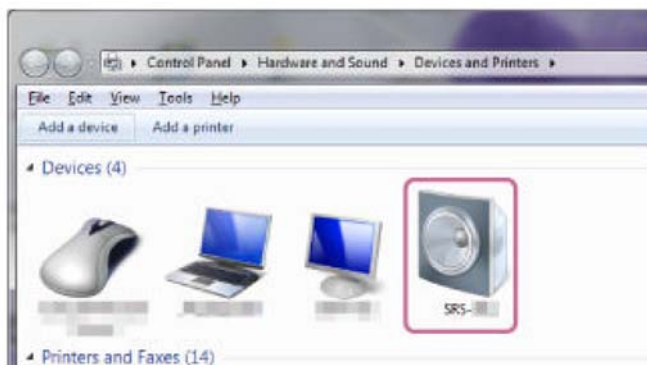 Control Panel ▸ Hardware and Sound ▸ Devices and Printers ▸
File Edit View Tools Help
Add a device Add a printer
Devices (4)
SRS-
Printers and Faxes (14)